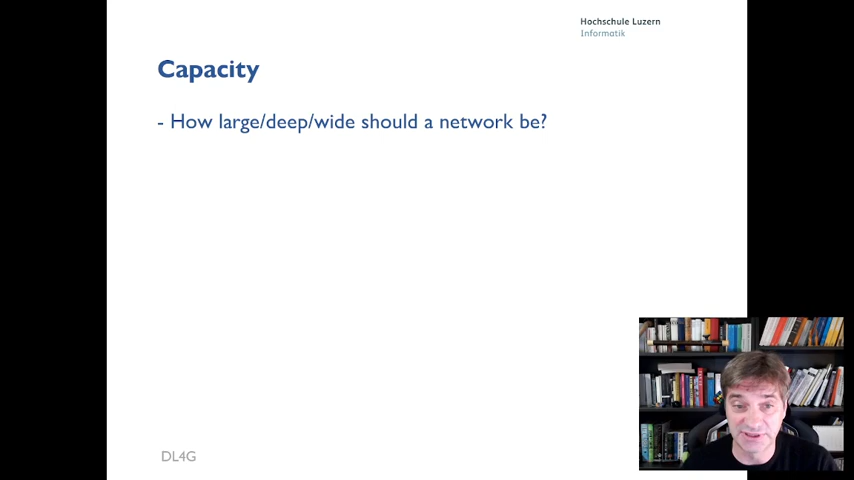 Hochschule Luzern
Informatik
Capacity
- How large/deep/wide should a network be?
DL4G